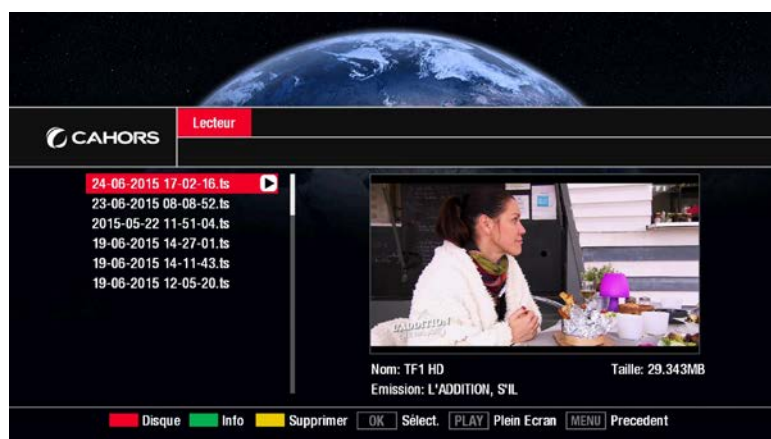 Lecteur
CAHORS
24-06-2015 17-02-16.ts
23-06-2015 08-08-52.ts
2015-05-22 11-51-04.ts
19-06-2015 14-27-01.ts
19-06-2015 14-11-43.ts
19-06-2015 12-05-20.ts
L'ADDITION
Nom: TF1 HD Taille: 29.343MB
Emission: L'ADDITION, S'IL
Disque Info Supprimer OK Sélect. PLAY Plein Ecran MENU Precedent